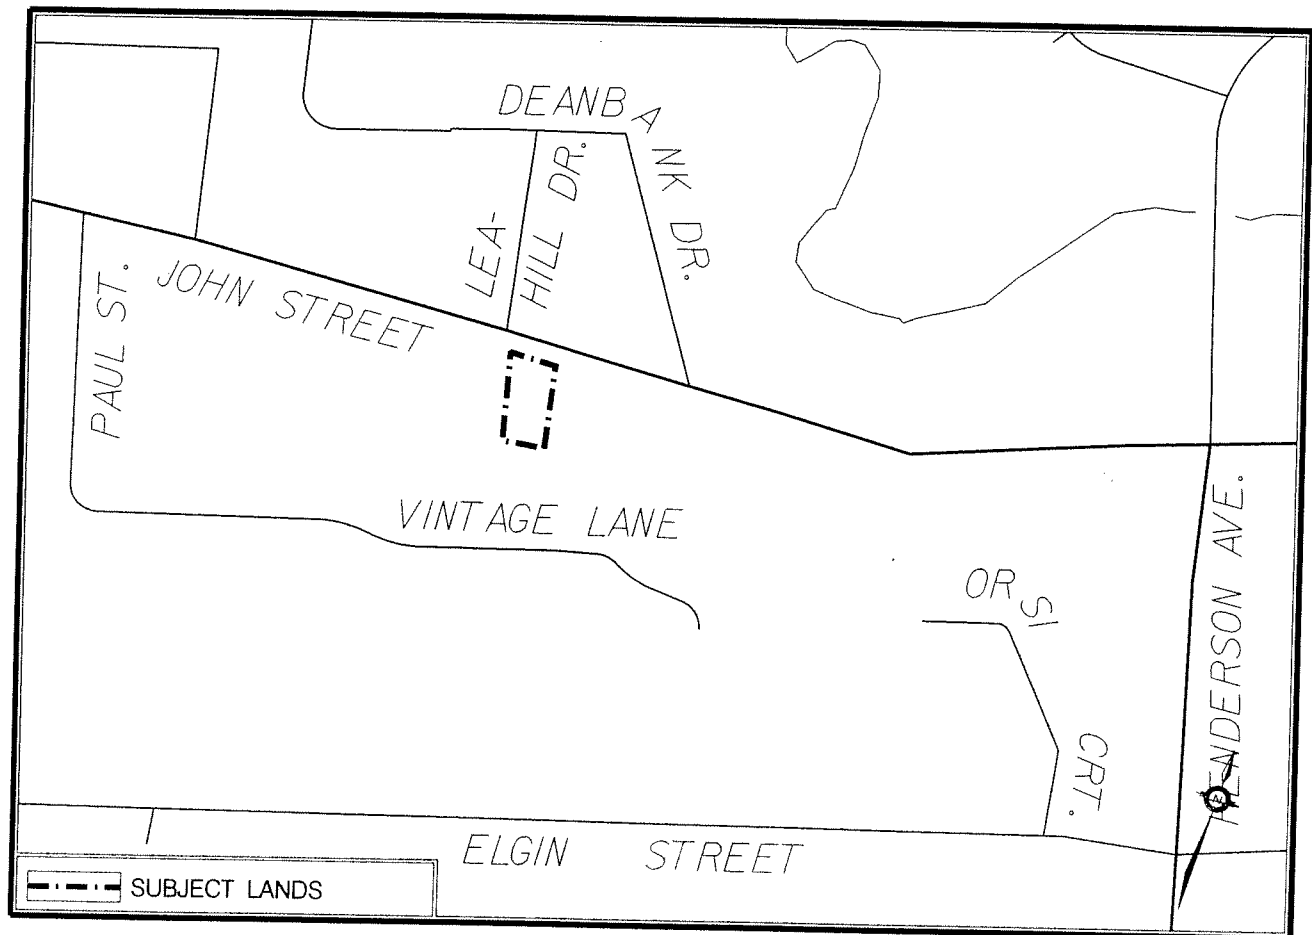 DEANBANK DR.
LEA-
HILL DR.
JOHN STREET
PAUL ST.
VINTAGE LANE
ORSI
CRT.
HENDERSON AVE.
N
ELGIN STREET
SUBJECT LANDS